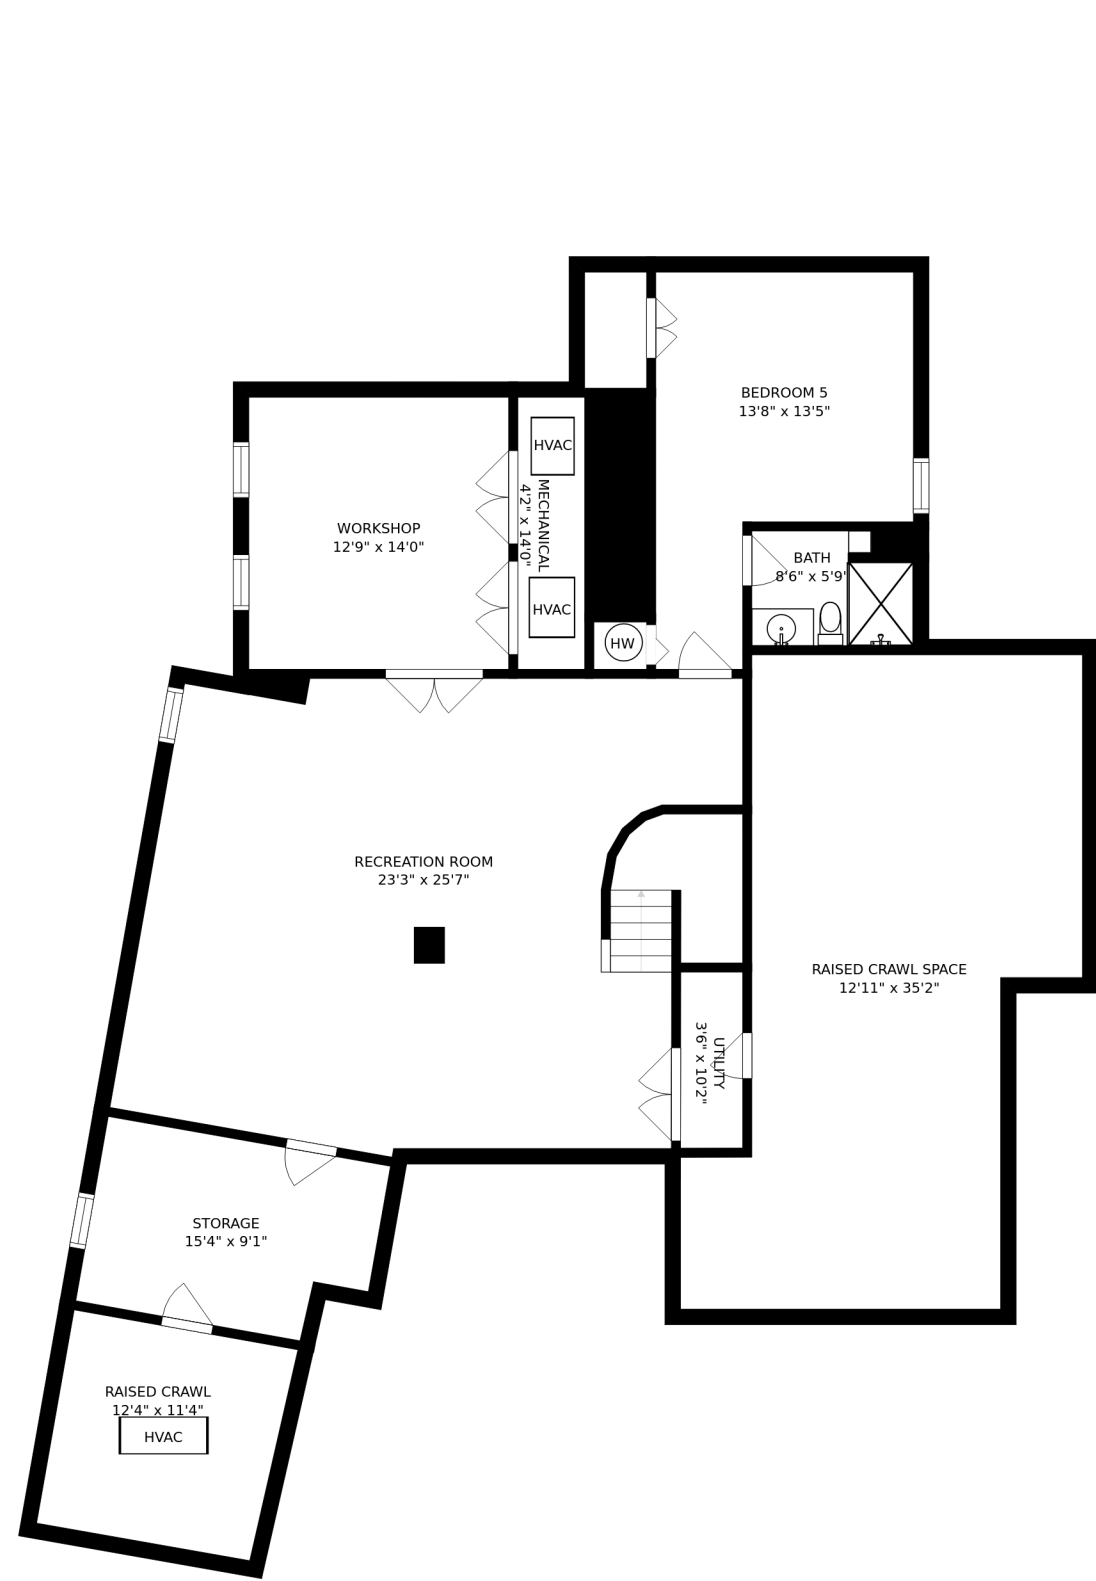 BEDROOM 5
13'8" x 13'5"
HVAC
MECHANICAL
4'2" x 14'0"
WORKSHOP
12'9" x 14'0"
BATH
8'6" x 5'9"
HVAC
HW
RECREATION ROOM
23'3" x 25'7"
RAISED CRAWL SPACE
12'11" x 35'2"
UTILITY
3'6" x 10'2"
STORAGE
15'4" x 9'1"
RAISED CRAWL
12'4" x 11'4"
HVAC